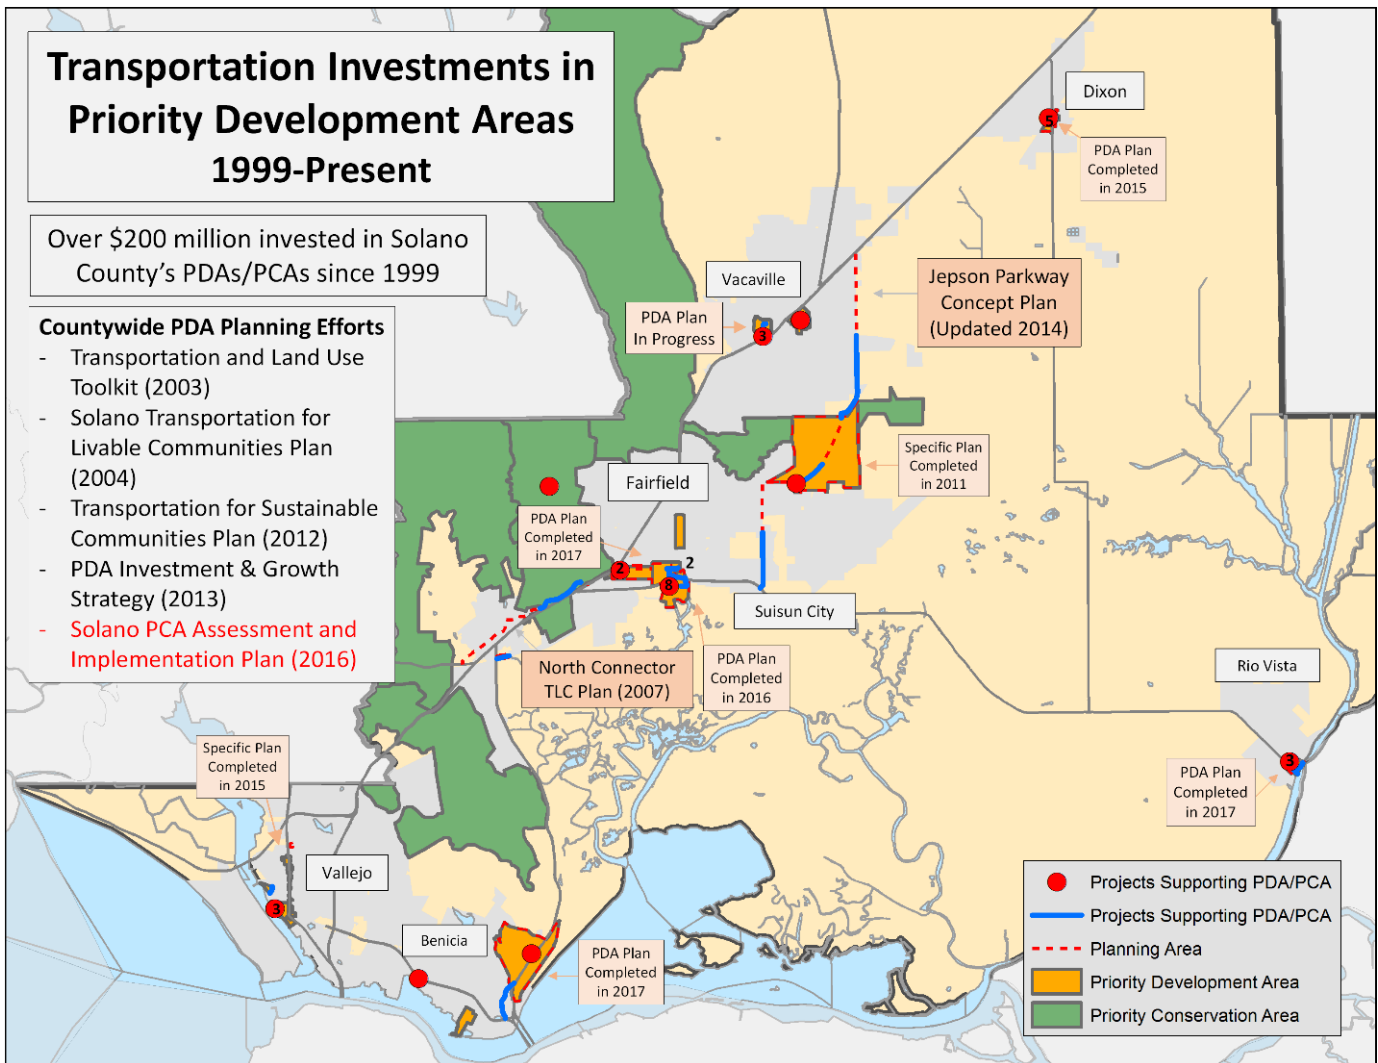 Transportation Investments in
Priority Development Areas
1999-Present
Over $200 million invested in Solano
County's PDAs/PCAs since 1999
Countywide PDA Planning Efforts
- Transportation and Land Use
Toolkit (2003)
- Solano Transportation for
Livable Communities Plan
(2004)
- Transportation for Sustainable
Communities Plan (2012)
- PDA Investment & Growth
Strategy (2013)
- Solano PCA Assessment and
Implementation Plan (2016)
Dixon
5
PDA Plan
Completed
in 2015
Vacaville
Jepson Parkway
Concept Plan
(Updated 2014)
PDA Plan
In Progress
3
Specific Plan
Completed
in 2011
Fairfield
PDA Plan
Completed
in 2017
2
2
8
Suisun City
North Connector
TLC Plan (2007)
PDA Plan
Completed
in 2016
Rio Vista
3
PDA Plan
Completed
in 2017
Specific Plan
Completed
in 2015
Vallejo
3
Benicia
PDA Plan
Completed
in 2017
Projects Supporting PDA/PCA
Projects Supporting PDA/PCA
Planning Area
Priority Development Area
Priority Conservation Area